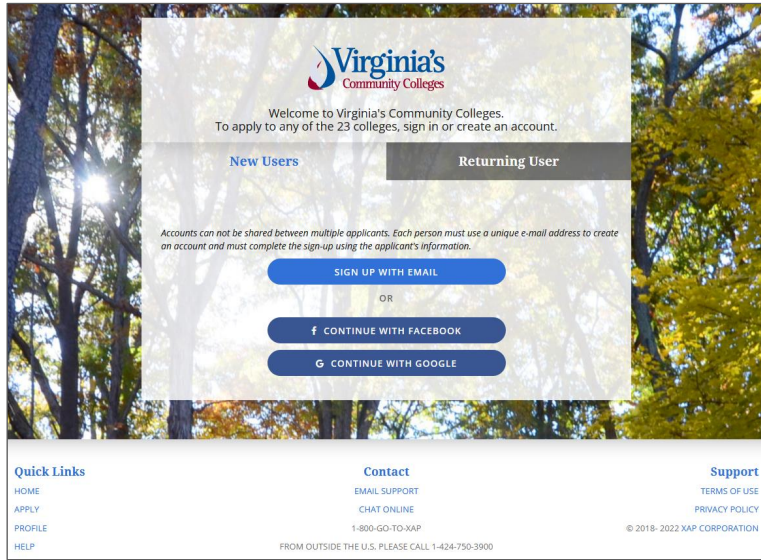 Virginia's
Community Colleges
Welcome to Virginia's Community Colleges.
To apply to any of the 23 colleges, sign in or create an account.
New Users
Returning User
Accounts can not be shared between multiple applicants. Each person must use a unique e-mail address to create
an account and must complete the sign-up using the applicant's information.
SIGN UP WITH EMAIL
OR
f CONTINUE WITH FACEBOOK
G CONTINUE WITH GOOGLE
Quick Links
HOME
APPLY
PROFILE
HELP
Contact
EMAIL SUPPORT
CHAT ONLINE
1-800-GO-TO-XAP
FROM OUTSIDE THE U.S. PLEASE CALL 1-424-750-3900
Support
TERMS OF USE
PRIVACY POLICY
© 2018- 2022 XAP CORPORATION